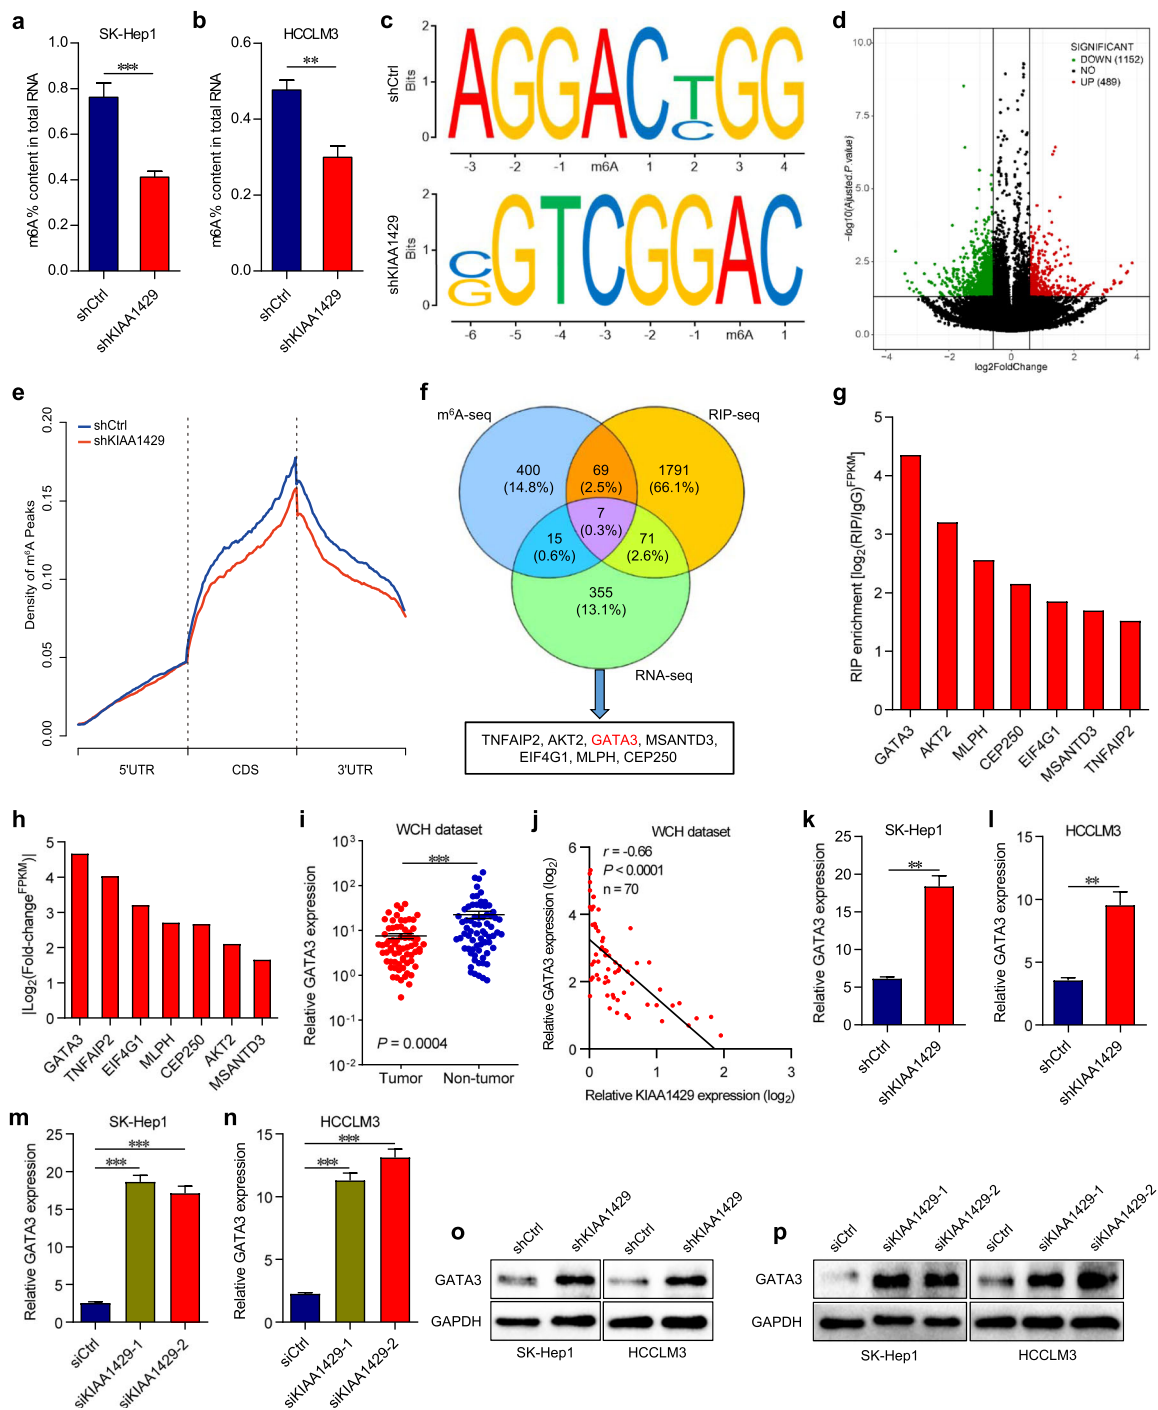 a
SK-Hep1
m6A% content in total RNA
1.0
0.8
0.6
0.4
0.2
0.0
***
shCtrl
shKIAA1429
b
HCCLM3
m6A% content in total RNA
0.6
0.4
0.2
0.0
**
shCtrl
shKIAA1429
c
shCtrl
Bits
2
1
0
AGGACTGG
C
-3 -2 -1 m6A 1 2 3 4
shKIAA1429
Bits
2
1
0
CGTCGGAC
G
-6 -5 -4 -3 -2 -1 m6A 1
d
10.0
7.5
5.0
2.5
0.0
−log10(Ajusted.P.value)
SIGNIFICANT
DOWN (1152)
NO
UP (489)
−4 −2 0 2 4
log2FoldChange
e
Density of m⁶A Peaks
0.20
0.15
0.10
0.05
0.00
shCtrl
shKIAA1429
5'UTR CDS 3'UTR
f
m⁶A-seq
RIP-seq
400
(14.8%)
69
(2.5%)
1791
(66.1%)
7
(0.3%)
15
(0.6%)
71
(2.6%)
355
(13.1%)
RNA-seq
TNFAIP2, AKT2, GATA3, MSANTD3,
EIF4G1, MLPH, CEP250
g
RIP enrichment [log₂(RIP/IgG)ᶠᴾᴷᴹ]
5
4
3
2
1
0
GATA3
AKT2
MLPH
CEP250
EIF4G1
MSANTD3
TNFAIP2
h
|Log₂(Fold-changeᶠᴾᴷᴹ)|
5
4
3
2
1
0
GATA3
TNFAIP2
EIF4G1
MLPH
CEP250
AKT2
MSANTD3
i
WCH dataset
Relative GATA3 expression
10³
10²
10¹
10⁰
10⁻¹
10⁻²
***
P = 0.0004
Tumor Non-tumor
j
WCH dataset
r = -0.66
P < 0.0001
n = 70
Relative GATA3 expression (log₂)
6
4
2
0
0 1 2 3
Relative KIAA1429 expression (log₂)
k
SK-Hep1
Relative GATA3 expression
25
20
15
10
5
0
**
shCtrl
shKIAA1429
l
HCCLM3
Relative GATA3 expression
15
10
5
0
**
shCtrl
shKIAA1429
m
SK-Hep1
Relative GATA3 expression
25
20
15
10
5
0
***
***
siCtrl
siKIAA1429-1
siKIAA1429-2
n
HCCLM3
Relative GATA3 expression
15
10
5
0
***
***
siCtrl
siKIAA1429-1
siKIAA1429-2
o
shCtrl
shKIAA1429
shCtrl
shKIAA1429
GATA3
GAPDH
SK-Hep1 HCCLM3
p
siCtrl
siKIAA1429-1
siKIAA1429-2
siCtrl
siKIAA1429-1
siKIAA1429-2
GATA3
GAPDH
SK-Hep1 HCCLM3